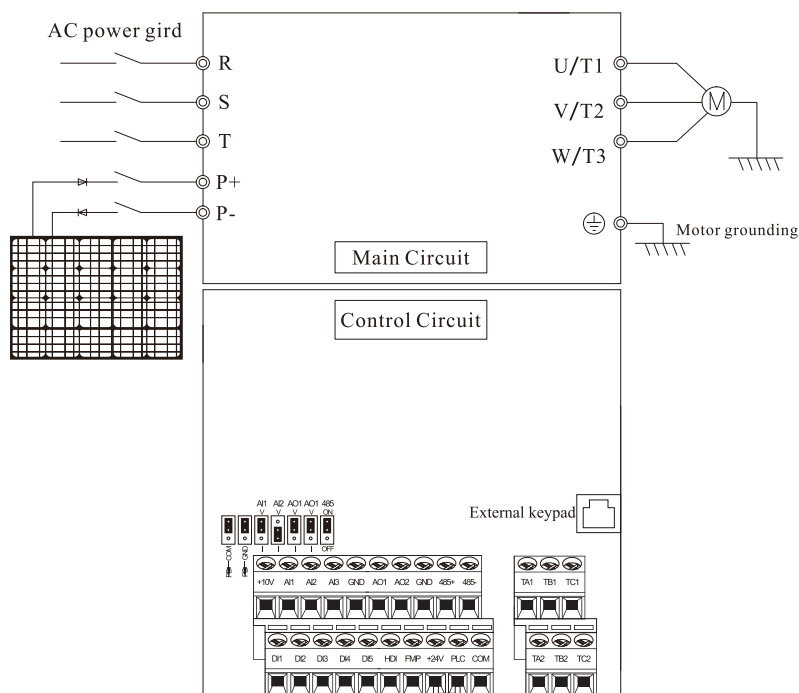 AC power gird
R
S
T
P+
P-
U/T1
V/T2
W/T3
M
Motor grounding
Main Circuit
Control Circuit
External keypad
AI1 AI2 AO1 AO1 485
V V V V ON
I I I I OFF
COM
GND
+10V AI1 AI2 AI3 GND AO1 AO2 GND 485+ 485-
TA1 TB1 TC1
DI1 DI2 DI3 DI4 DI5 HDI FMP +24V PLC COM
TA2 TB2 TC2